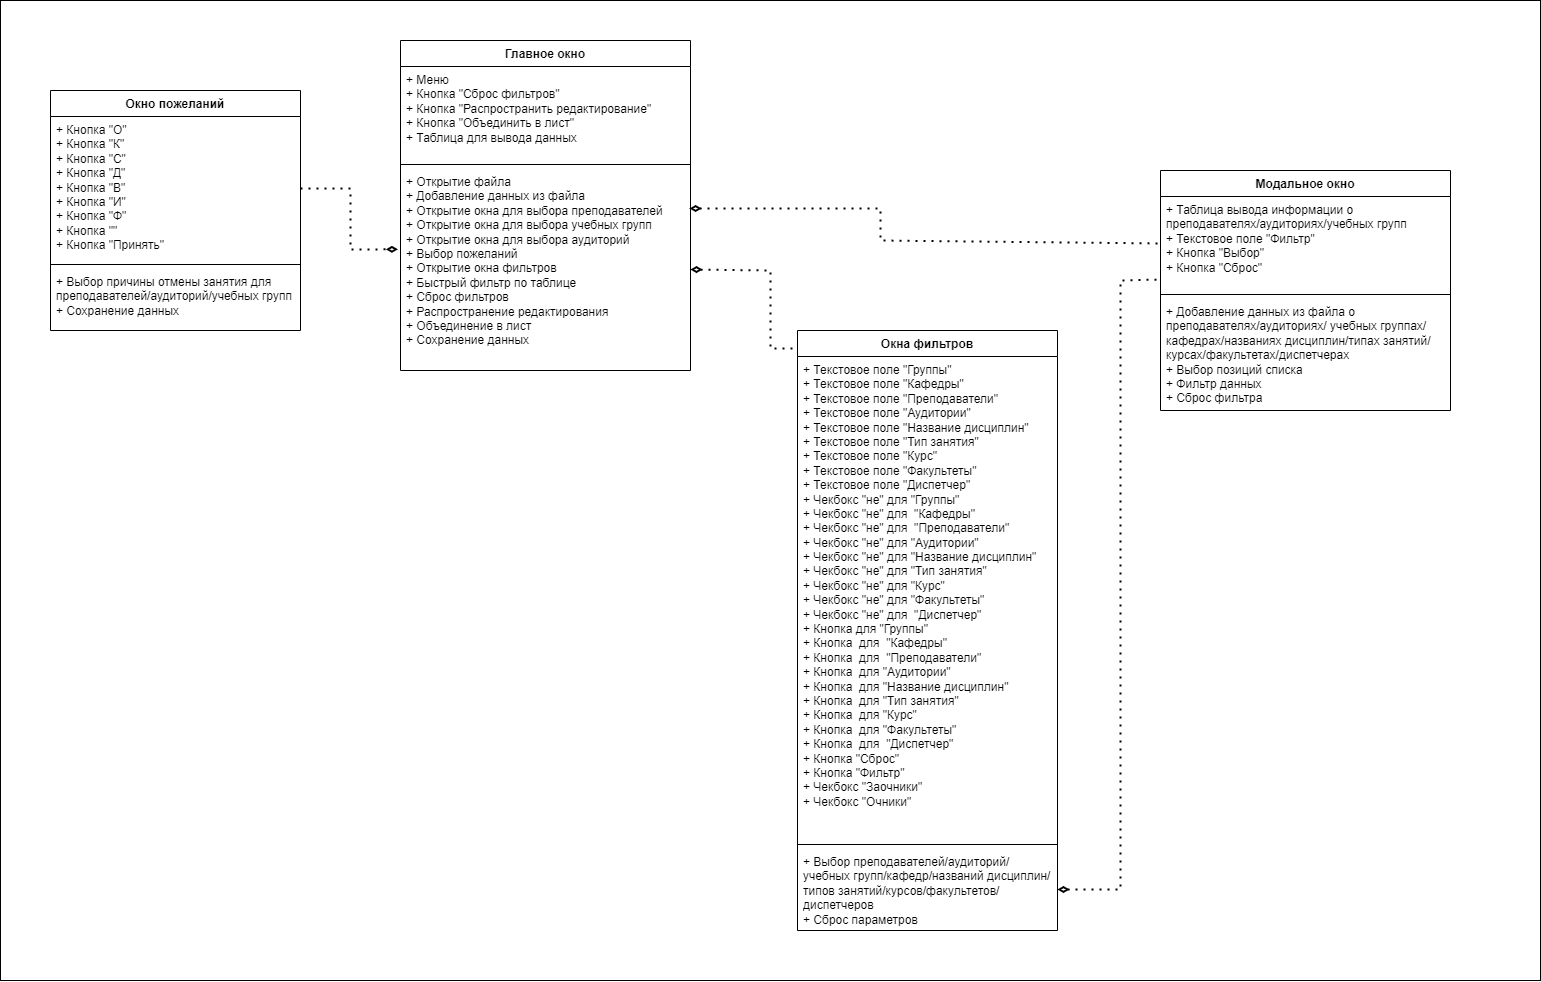 Окно пожеланий
+ Кнопка "О"
+ Кнопка "К"
+ Кнопка "С"
+ Кнопка "Д"
+ Кнопка "В"
+ Кнопка "И"
+ Кнопка "Ф"
+ Кнопка ""
+ Кнопка "Принять"
+ Выбор причины отмены занятия для
преподавателей/аудиторий/учебных групп
+ Сохранение данных
Главное окно
+ Меню
+ Кнопка "Сброс фильтров"
+ Кнопка "Распространить редактирование"
+ Кнопка "Объединить в лист"
+ Таблица для вывода данных
+ Открытие файла
+ Добавление данных из файла
+ Открытие окна для выбора преподавателей
+ Открытие окна для выбора учебных групп
+ Открытие окна для выбора аудиторий
+ Выбор пожеланий
+ Открытие окна фильтров
+ Быстрый фильтр по таблице
+ Сброс фильтров
+ Распространение редактирования
+ Объединение в лист
+ Сохранение данных
Окна фильтров
+ Текстовое поле "Группы"
+ Текстовое поле "Кафедры"
+ Текстовое поле "Преподаватели"
+ Текстовое поле "Аудитории"
+ Текстовое поле "Название дисциплин"
+ Текстовое поле "Тип занятия"
+ Текстовое поле "Курс"
+ Текстовое поле "Факультеты"
+ Текстовое поле "Диспетчер"
+ Чекбокс "не" для "Группы"
+ Чекбокс "не" для  "Кафедры"
+ Чекбокс "не" для  "Преподаватели"
+ Чекбокс "не" для "Аудитории"
+ Чекбокс "не" для "Название дисциплин"
+ Чекбокс "не" для "Тип занятия"
+ Чекбокс "не" для "Курс"
+ Чекбокс "не" для "Факультеты"
+ Чекбокс "не" для  "Диспетчер"
+ Кнопка для "Группы"
+ Кнопка  для  "Кафедры"
+ Кнопка  для  "Преподаватели"
+ Кнопка  для "Аудитории"
+ Кнопка  для "Название дисциплин"
+ Кнопка  для "Тип занятия"
+ Кнопка  для "Курс"
+ Кнопка  для "Факультеты"
+ Кнопка  для  "Диспетчер"
+ Кнопка "Сброс"
+ Кнопка "Фильтр"
+ Чекбокс "Заочники"
+ Чекбокс "Очники"
+ Выбор преподавателей/аудиторий/
учебных групп/кафедр/названий дисциплин/
типов занятий/курсов/факультетов/
диспетчеров
+ Сброс параметров
Модальное окно
+ Таблица вывода информации о
преподавателях/аудиториях/учебных групп
+ Текстовое поле "Фильтр"
+ Кнопка "Выбор"
+ Кнопка "Сброс"
+ Добавление данных из файла о
преподавателях/аудиториях/ учебных группах/
кафедрах/названиях дисциплин/типах занятий/
курсах/факультетах/диспетчерах
+ Выбор позиций списка
+ Фильтр данных
+ Сброс фильтра